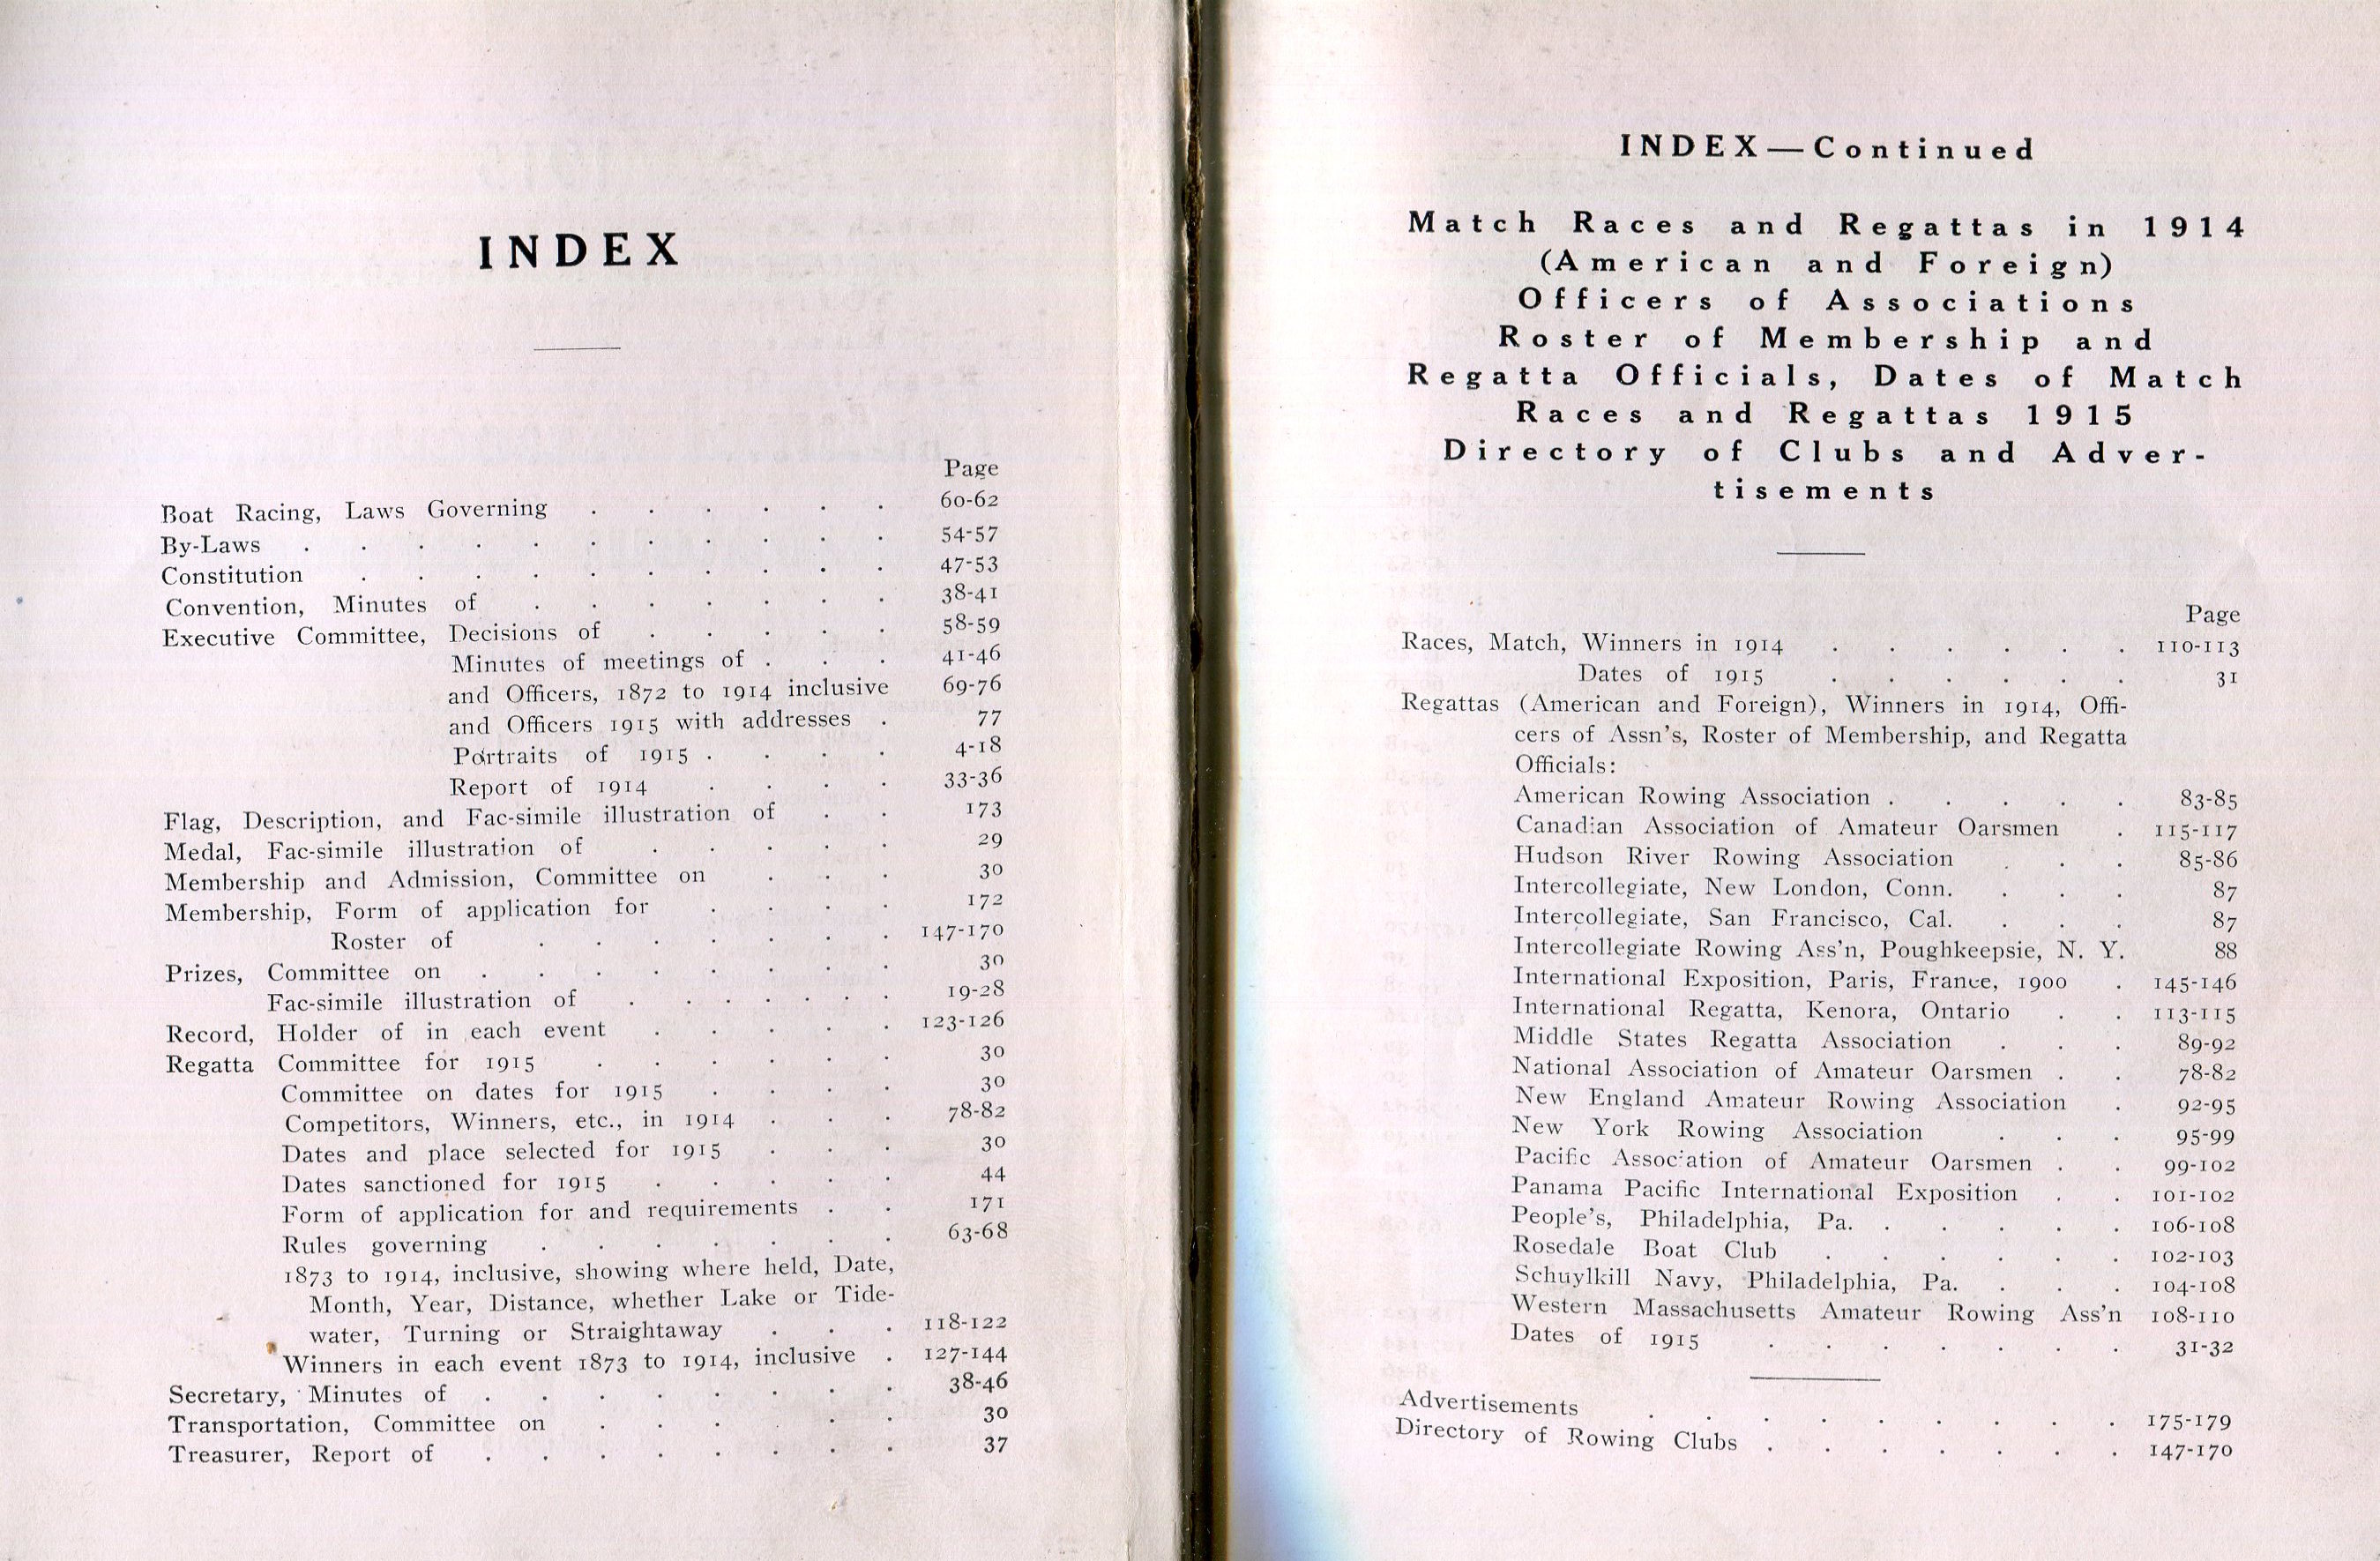 INDEX
Page
Boat Racing, Laws Governing . . . . . . 60-62
By-Laws . . . . . . . . . . . 54-57
Constitution . . . . . . . . . . 47-53
Convention, Minutes of . . . . . . . 38-41
Executive Committee, Decisions of . . . . . 58-59
Minutes of meetings of . . . 41-46
and Officers, 1872 to 1914 inclusive 69-76
and Officers 1915 with addresses . 77
Portraits of 1915 . . . . 4-18
Report of 1914 . . . . 33-36
Flag, Description, and Fac-simile illustration of . . 173
Medal, Fac-simile illustration of . . . . . 29
Membership and Admission, Committee on . . . 30
Membership, Form of application for . . . . 172
Roster of . . . . . . . 147-170
Prizes, Committee on . . . . . . . . 30
Fac-simile illustration of . . . . . . 19-28
Record, Holder of in each event . . . . . 123-126
Regatta Committee for 1915 . . . . . . 30
Committee on dates for 1915 . . . . 30
Competitors, Winners, etc., in 1914 . . . 78-82
Dates and place selected for 1915 . . . 30
Dates sanctioned for 1915 . . . . . 44
Form of application for and requirements . . 171
Rules governing . . . . . . . 63-68
1873 to 1914, inclusive, showing where held, Date,
Month, Year, Distance, whether Lake or Tide-
water, Turning or Straightaway . . . 118-122
Winners in each event 1873 to 1914, inclusive . 127-144
Secretary, Minutes of . . . . . . . . 38-46
Transportation, Committee on . . . . . . 30
Treasurer, Report of . . . . . . . . 37
INDEX—Continued
Match Races and Regattas in 1914
(American and Foreign)
Officers of Associations
Roster of Membership and
Regatta Officials, Dates of Match
Races and Regattas 1915
Directory of Clubs and Adver-
tisements
Page
Races, Match, Winners in 1914 . . . . . . 110-113
Dates of 1915 . . . . . . 31
Regattas (American and Foreign), Winners in 1914, Offi-
cers of Assn's, Roster of Membership, and Regatta
Officials:
American Rowing Association . . . . . 83-85
Canadian Association of Amateur Oarsmen . 115-117
Hudson River Rowing Association . . . 85-86
Intercollegiate, New London, Conn. . . . 87
Intercollegiate, San Francisco, Cal. . . . 87
Intercollegiate Rowing Ass'n, Poughkeepsie, N. Y. 88
International Exposition, Paris, France, 1900 . 145-146
International Regatta, Kenora, Ontario . . 113-115
Middle States Regatta Association . . . 89-92
National Association of Amateur Oarsmen . . 78-82
New England Amateur Rowing Association . 92-95
New York Rowing Association . . . 95-99
Pacific Association of Amateur Oarsmen . . 99-102
Panama Pacific International Exposition . . 101-102
People's, Philadelphia, Pa. . . . . . 106-108
Rosedale Boat Club . . . . . . 102-103
Schuylkill Navy, Philadelphia, Pa. . . . 104-108
Western Massachusetts Amateur Rowing Ass'n 108-110
Dates of 1915 . . . . . . . 31-32
Advertisements . . . . . . . . . 175-179
Directory of Rowing Clubs . . . . . . . 147-170